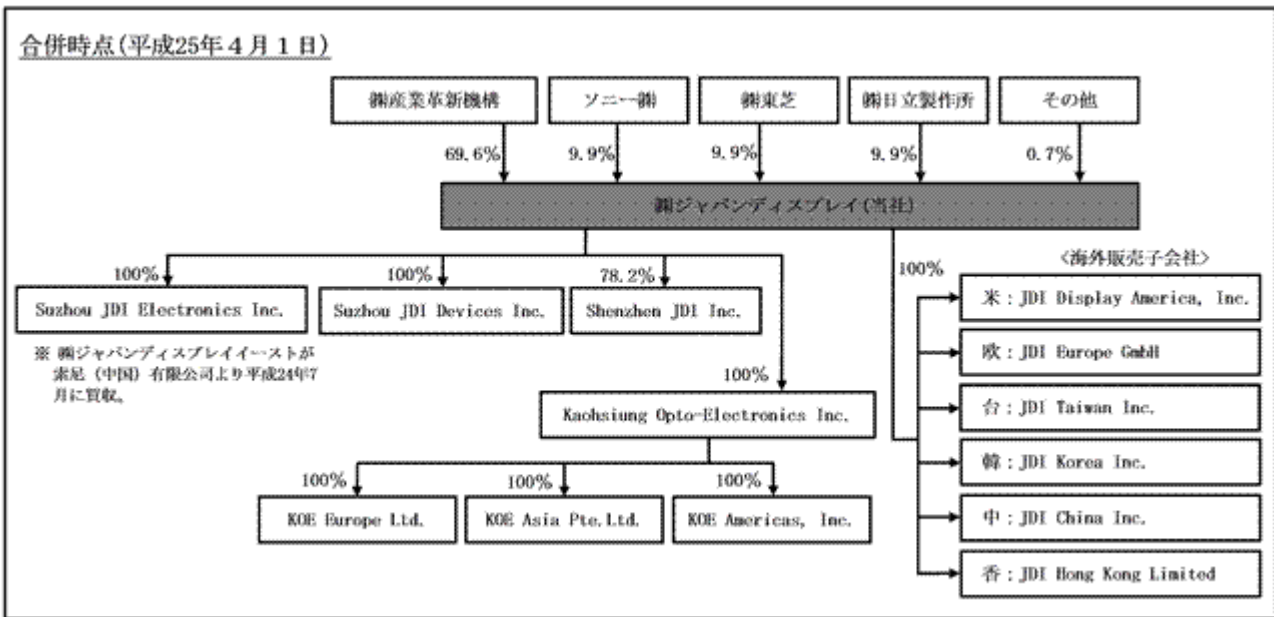 合併時点(平成25年4月1日)
㈱産業革新機構
ソニー㈱
㈱東芝
㈱日立製作所
その他
69.6%
9.9%
9.9%
9.9%
0.7%
㈱ジャパンディスプレイ(当社)
100%
100%
78.2%
100%
<海外販売子会社>
Suzhou JDI Electronics Inc.
Suzhou JDI Devices Inc.
Shenzhen JDI Inc.
米：JDI Display America, Inc.
※ ㈱ジャパンディスプレイイーストが
索尼（中国）有限公司より平成24年7
月に買収。
欧：JDI Europe GmbH
100%
Kaohsiung Opto-Electronics Inc.
台：JDI Taiwan Inc.
韓：JDI Korea Inc.
100%
100%
100%
KOE Europe Ltd.
KOE Asia Pte.Ltd.
KOE Americas, Inc.
中：JDI China Inc.
香：JDI Hong Kong Limited